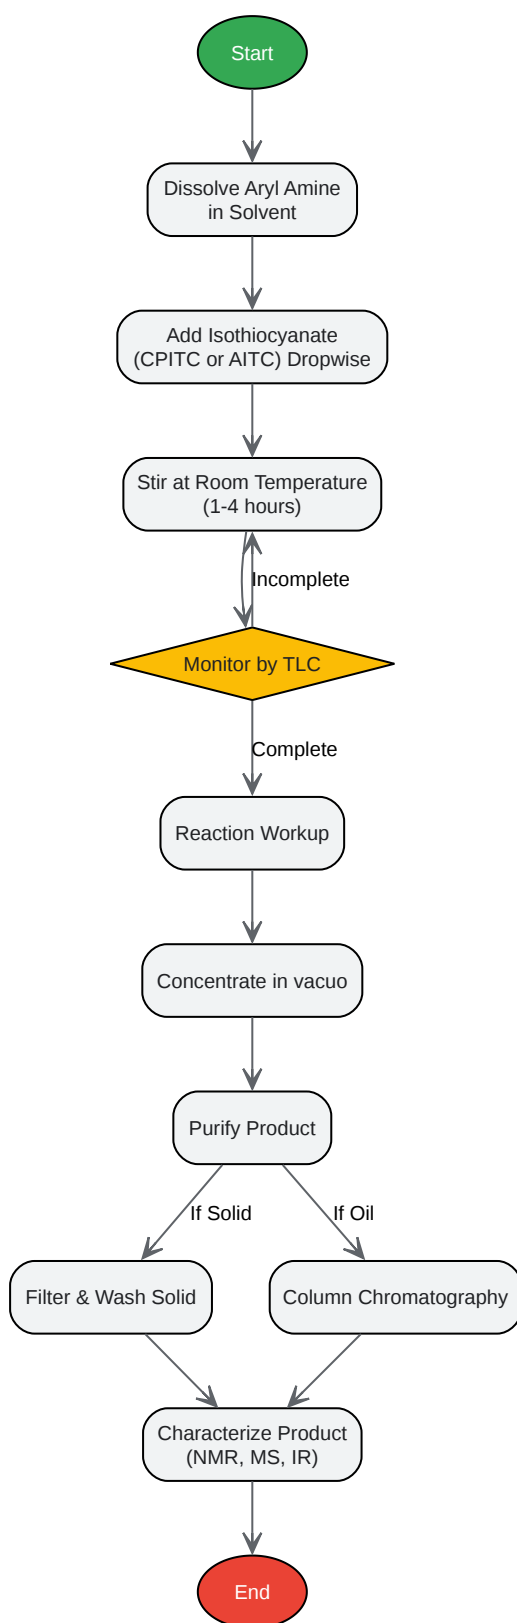 Start
Dissolve Aryl Amine
in Solvent
Add Isothiocyanate
(CPITC or AITC) Dropwise
Stir at Room Temperature
(1-4 hours)
Incomplete
Monitor by TLC
Complete
Reaction Workup
Concentrate in vacuo
Purify Product
If Solid
If Oil
Filter & Wash Solid
Column Chromatography
Characterize Product
(NMR, MS, IR)
End